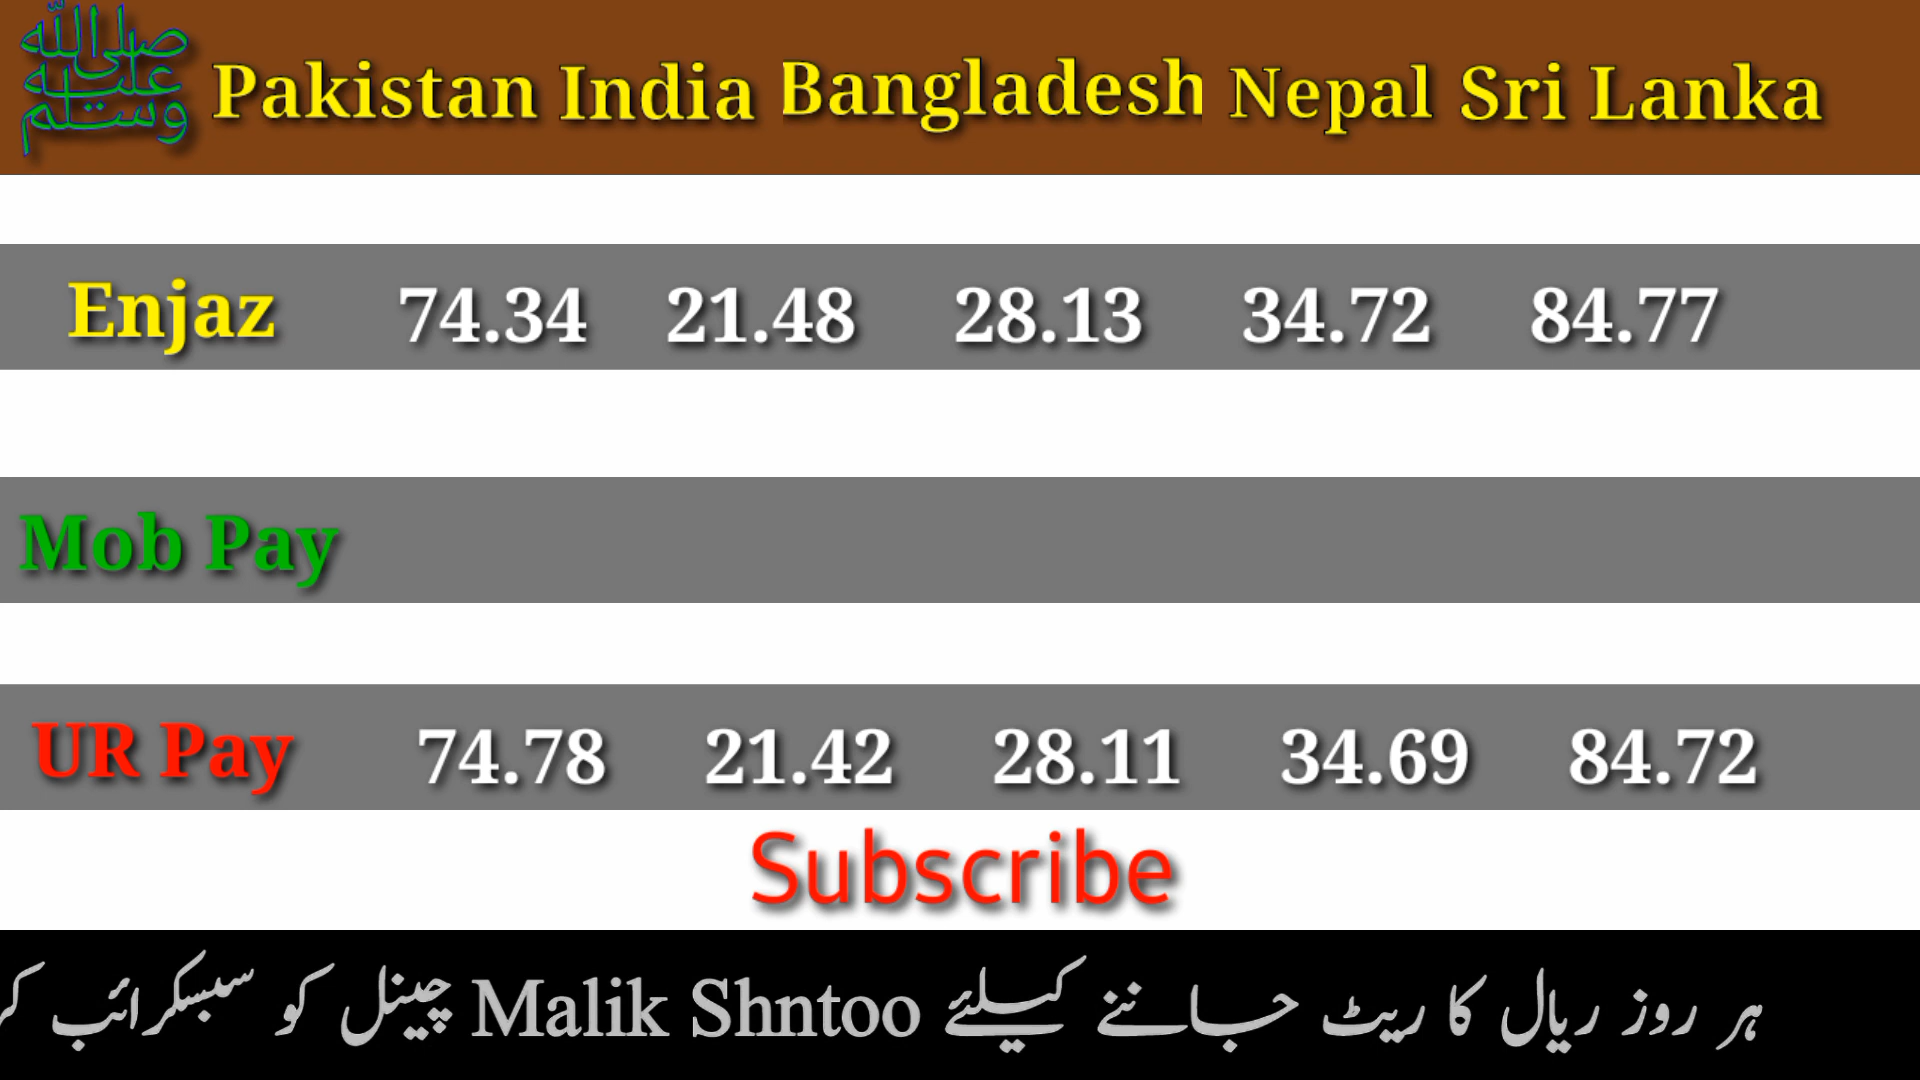 صلى الله عليه وسلم Pakistan India Bangladesh Nepal Sri Lanka
Enjaz 74.34 21.48 28.13 34.72 84.77
Mob Pay
UR Pay 74.78 21.42 28.11 34.69 84.72
Subscribe
ہر روز ریال کا ریٹ جاننے کیلئے Malik Shntoo چینل کو سبسکرائب